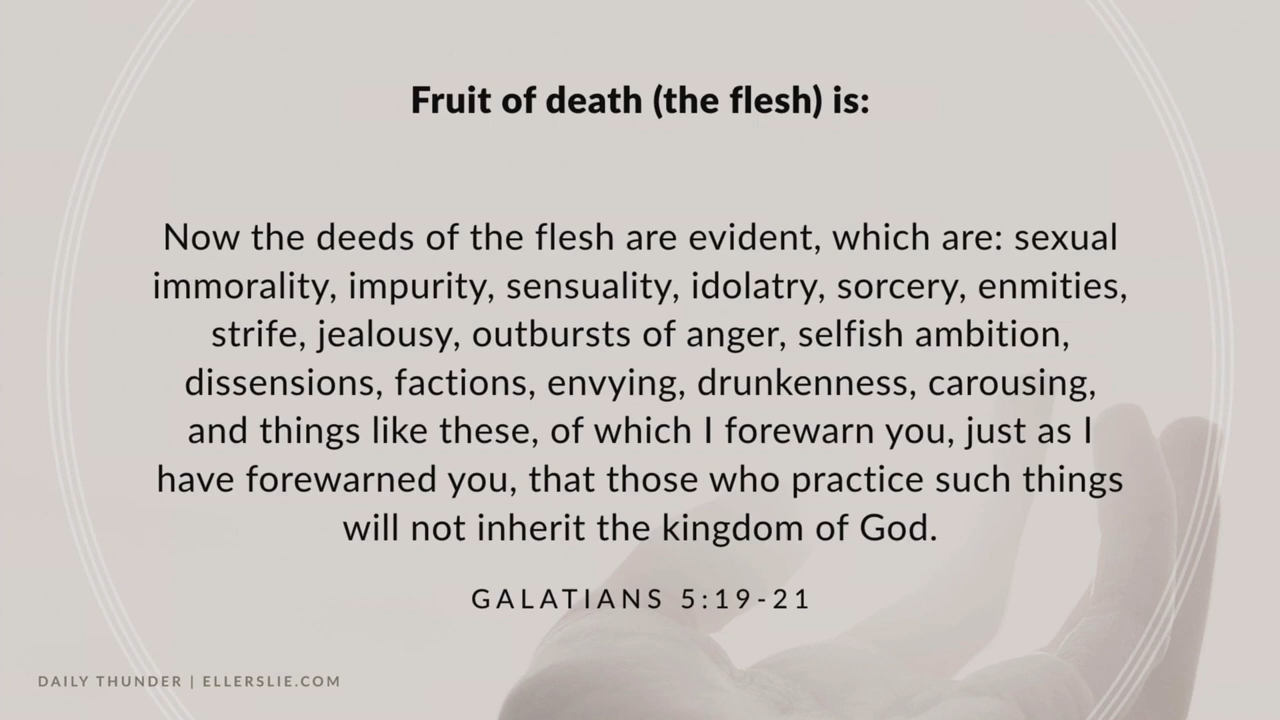 Fruit of death (the flesh) is:
Now the deeds of the flesh are evident, which are: sexual
immorality, impurity, sensuality, idolatry, sorcery, enmities,
strife, jealousy, outbursts of anger, selfish ambition,
dissensions, factions, envying, drunkenness, carousing,
and things like these, of which I forewarn you, just as I
have forewarned you, that those who practice such things
will not inherit the kingdom of God.
GALATIANS 5:19-21
DAILY THUNDER | ELLERSLIE.COM